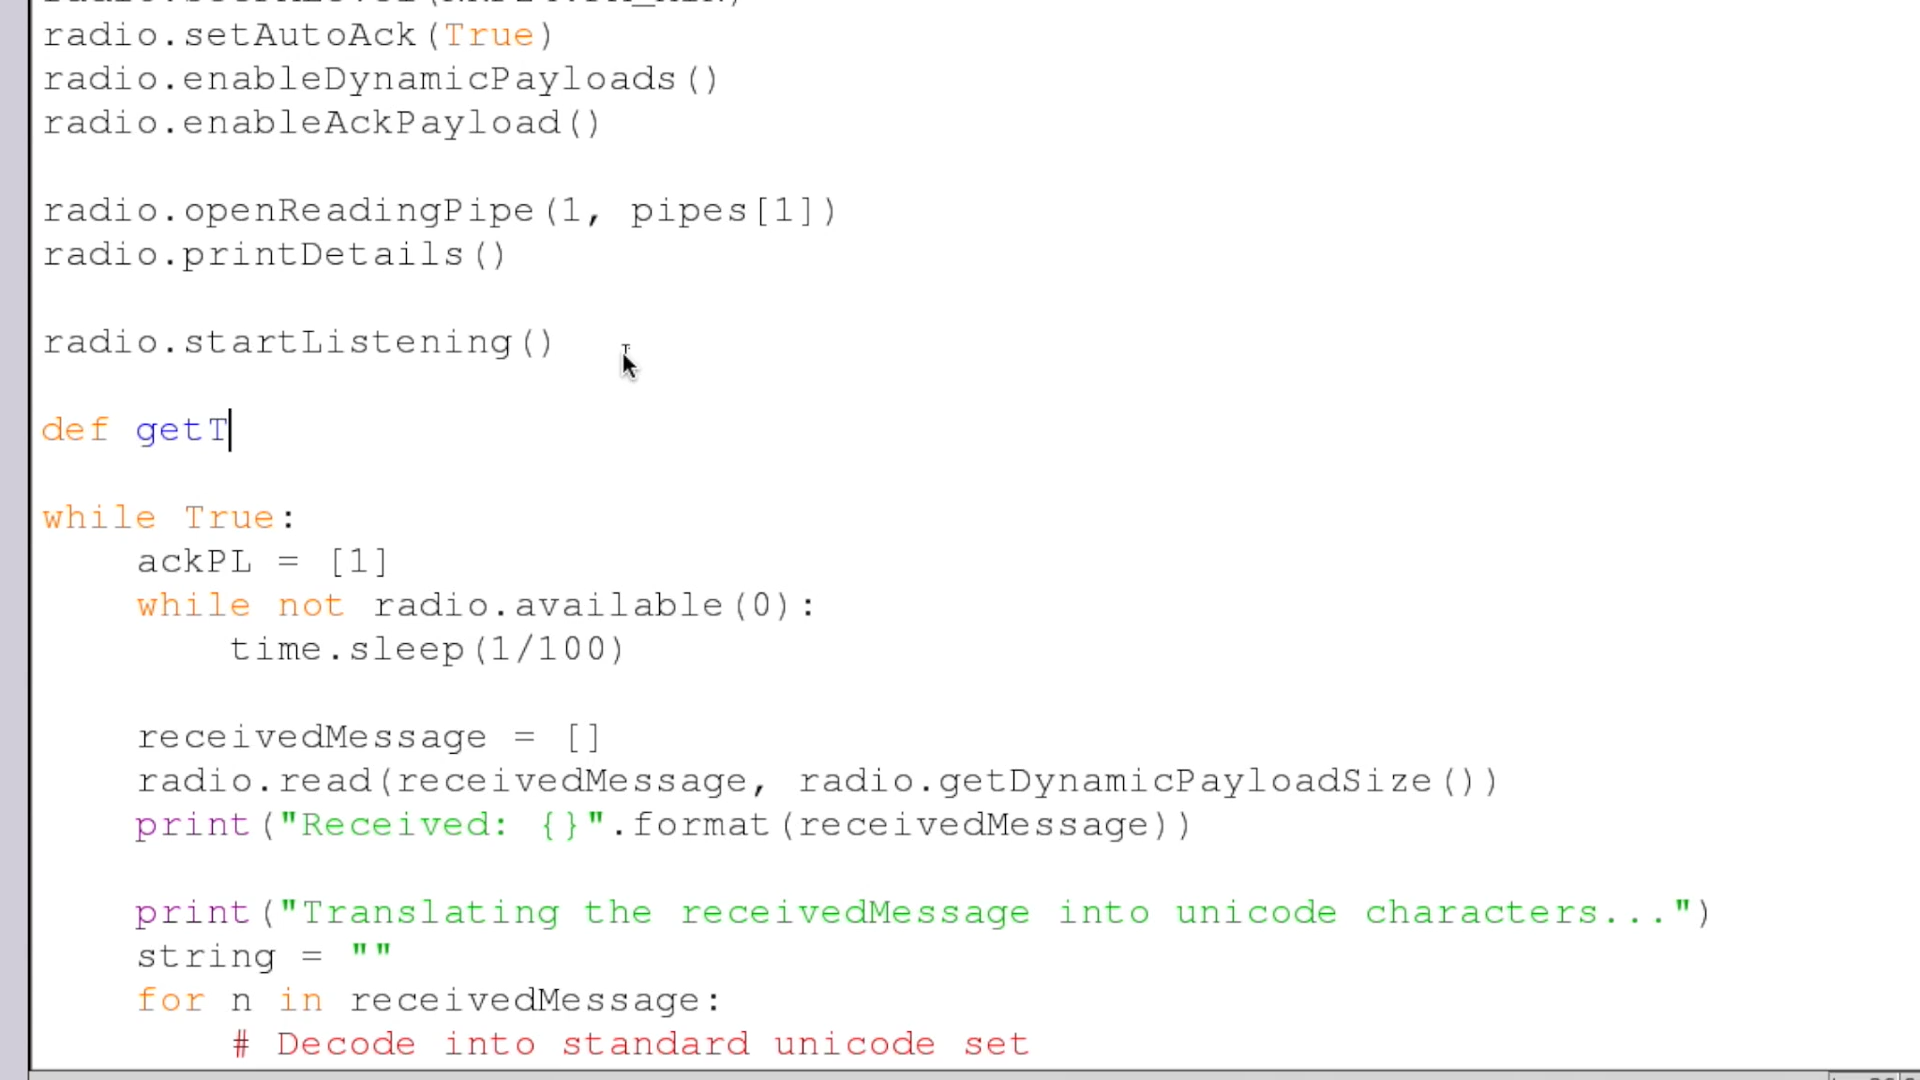 radio.setAutoAck(True)
radio.enableDynamicPayloads()
radio.enableAckPayload()
radio.openReadingPipe(1, pipes[1])
radio.printDetails()
radio.startListening()
def getT
while True:
ackPL = [1]
while not radio.available(0):
time.sleep(1/100)
receivedMessage = []
radio.read(receivedMessage, radio.getDynamicPayloadSize())
print("Received: {}".format(receivedMessage))
print("Translating the receivedMessage into unicode characters...")
string = ""
for n in receivedMessage:
# Decode into standard unicode set